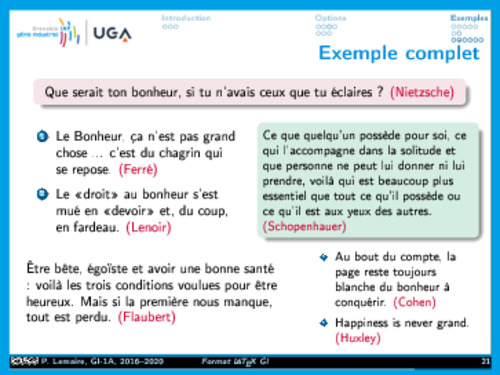 Grenoble
génie industriel
UGA
Introduction
Options
Exemples
Exemple complet
Que serait ton bonheur, si tu n'avais ceux que tu éclaires ? (Nietzsche)
1 Le Bonheur, ça n'est pas grand
chose ... c'est du chagrin qui
se repose. (Ferré)
2 Le «droit» au bonheur s'est
mué en «devoir» et, du coup,
en fardeau. (Lenoir)
Être bête, égoïste et avoir une bonne santé
: voilà les trois conditions voulues pour être
heureux. Mais si la première nous manque,
tout est perdu. (Flaubert)
Ce que quelqu'un possède pour soi, ce
qui l'accompagne dans la solitude et
que personne ne peut lui donner ni lui
prendre, voilà qui est beaucoup plus
essentiel que tout ce qu'il possède ou
ce qu'il est aux yeux des autres.
(Schopenhauer)
Au bout du compte, la
page reste toujours
blanche du bonheur à
conquérir. (Cohen)
Happiness is never grand.
(Huxley)
P. Lemaire, GI-1A, 2016–2020
Format LATEX GI
21